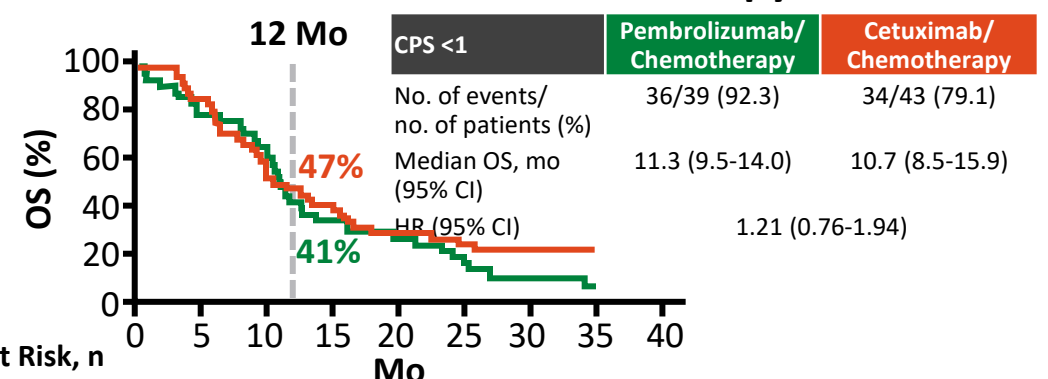 12 Mo
CPS <1
Pembrolizumab/
Chemotherapy
Cetuximab/
Chemotherapy
No. of events/
no. of patients (%)
36/39 (92.3)
34/43 (79.1)
Median OS, mo
(95% CI)
11.3 (9.5-14.0)
10.7 (8.5-15.9)
HR (95% CI)
1.21 (0.76-1.94)
OS (%)
100
80
60
40
20
0
47%
41%
0 5 10 15 20 25 30 35 40
Mo
t Risk, n